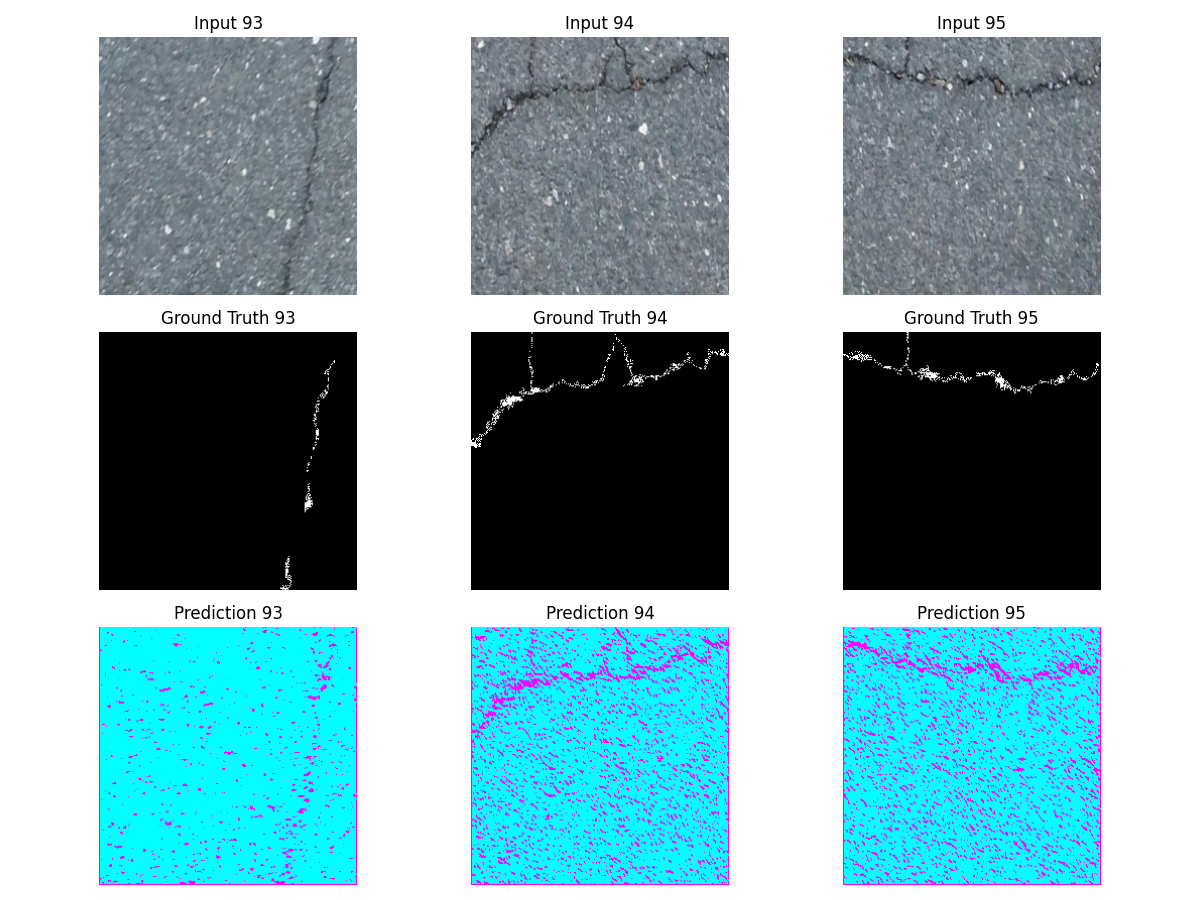 Input 93
Input 94
Input 95
Ground Truth 93
Ground Truth 94
Ground Truth 95
Prediction 93
Prediction 94
Prediction 95